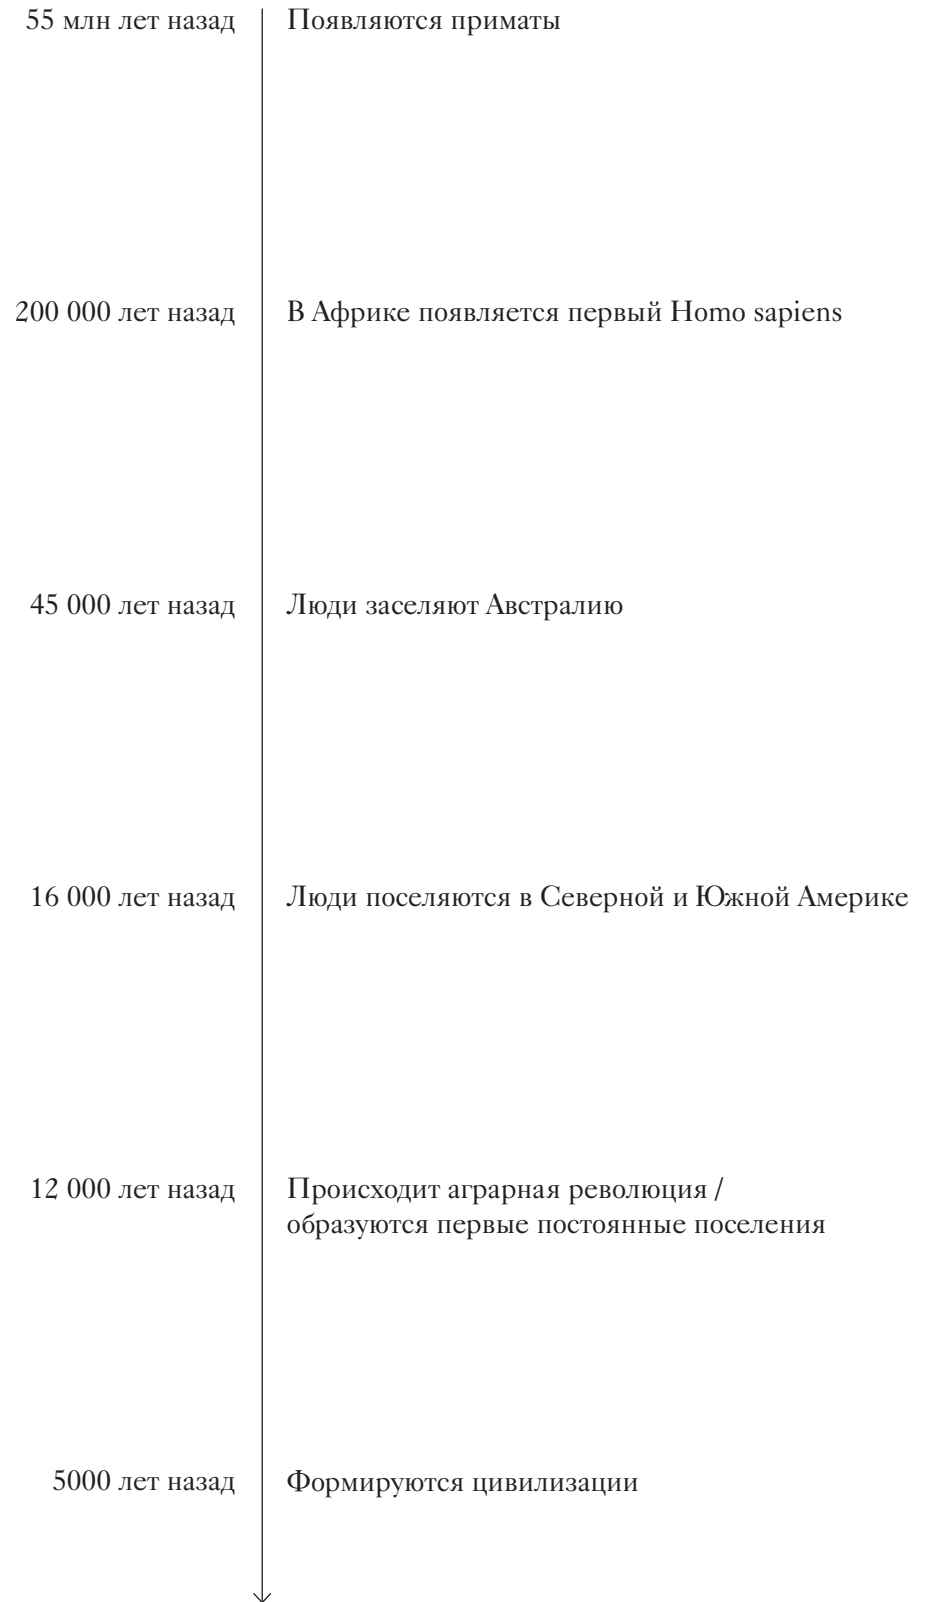 55 млн лет назад Появляются приматы
200 000 лет назад В Африке появляется первый Homo sapiens
45 000 лет назад Люди заселяют Австралию
16 000 лет назад Люди поселяются в Северной и Южной Америке
12 000 лет назад Происходит аграрная революция /
образуются первые постоянные поселения
5000 лет назад Формируются цивилизации